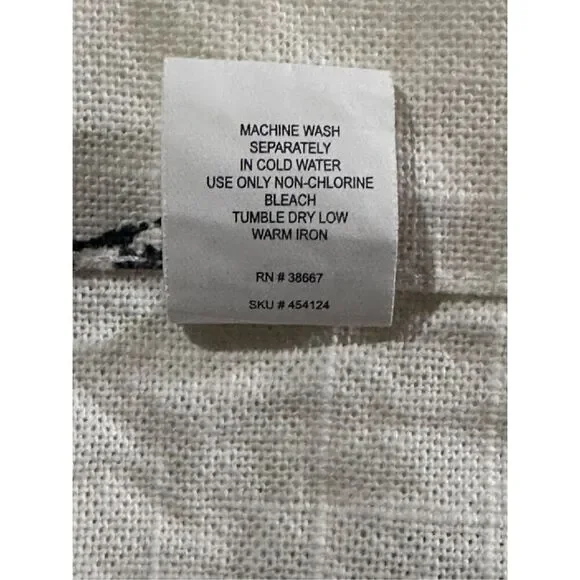 MACHINE WASH
SEPARATELY
IN COLD WATER
USE ONLY NON-CHLORINE
BLEACH
TUMBLE DRY LOW
WARM IRON
RN # 38667
SKU # 454124